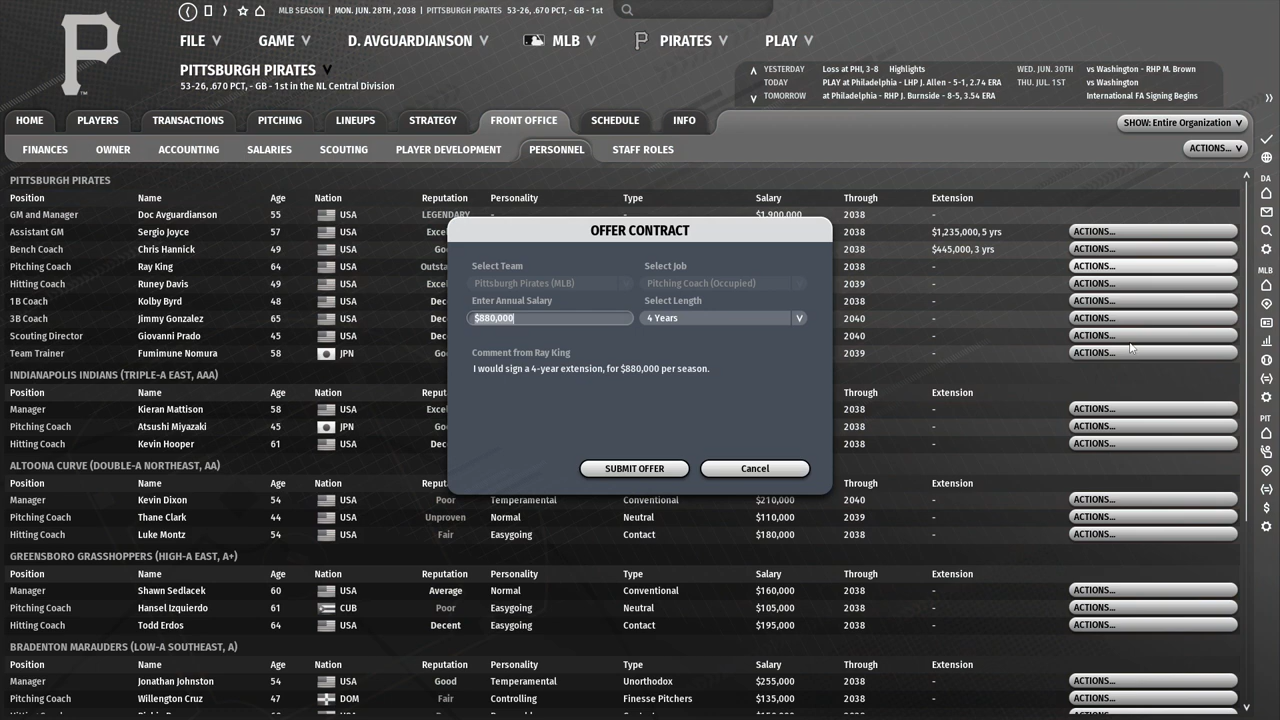 MLB SEASON | MON. JUN. 28TH , 2038 | PITTSBURGH PIRATES 53-26, .670 PCT, - GB - 1st
FILE GAME D. AVGUARDIANSON MLB PIRATES PLAY
P
TM
PITTSBURGH PIRATES
53-26, .670 PCT, - GB - 1st in the NL Central Division
YESTERDAY Loss at PHI, 3-8 Highlights WED. JUN. 30TH vs Washington - RHP M. Brown
TODAY PLAY at Philadelphia - LHP J. Allen - 5-1, 2.74 ERA THU. JUL. 1ST vs Washington
TOMORROW at Philadelphia - RHP J. Burnside - 8-5, 3.54 ERA International FA Signing Begins
HOME PLAYERS TRANSACTIONS PITCHING LINEUPS STRATEGY FRONT OFFICE SCHEDULE INFO SHOW: Entire Organization
FINANCES OWNER ACCOUNTING SALARIES SCOUTING PLAYER DEVELOPMENT PERSONNEL STAFF ROLES ACTIONS...
PITTSBURGH PIRATES
Position Name Age Nation Reputation Personality Type Salary Through Extension
GM and Manager Doc Avguardianson 55 USA LEGENDARY - - $1,900,000 2038 -
Assistant GM Sergio Joyce 57 USA Excel 2038 $1,235,000, 5 yrs ACTIONS...
Bench Coach Chris Hannick 49 USA Goo 2038 $445,000, 3 yrs ACTIONS...
Pitching Coach Ray King 64 USA Outsta 2038 - ACTIONS...
Hitting Coach Runey Davis 49 USA Excel 2039 - ACTIONS...
1B Coach Kolby Byrd 48 USA Dec 2040 - ACTIONS...
3B Coach Jimmy Gonzalez 65 USA Dec 2040 - ACTIONS...
Scouting Director Giovanni Prado 45 USA Dec 2040 - ACTIONS...
Team Trainer Fumimune Nomura 58 JPN Goo 2039 - ACTIONS...
OFFER CONTRACT
Select Team Select Job
Pittsburgh Pirates (MLB) Pitching Coach (Occupied)
Enter Annual Salary Select Length
$880,000 4 Years
Comment from Ray King
I would sign a 4-year extension, for $880,000 per season.
SUBMIT OFFER Cancel
INDIANAPOLIS INDIANS (TRIPLE-A EAST, AAA)
Position Name Age Nation Reput Through Extension
Manager Kieran Mattison 58 USA Excel 2038 - ACTIONS...
Pitching Coach Atsushi Miyazaki 45 JPN Goo 2038 - ACTIONS...
Hitting Coach Kevin Hooper 61 USA Dec 2038 - ACTIONS...
ALTOONA CURVE (DOUBLE-A NORTHEAST, AA)
Position Name Age Nation Reput Through Extension
Manager Kevin Dixon 54 USA Poor Temperamental Conventional $210,000 2040 - ACTIONS...
Pitching Coach Thane Clark 44 USA Unproven Normal Neutral $110,000 2039 - ACTIONS...
Hitting Coach Luke Montz 54 USA Fair Easygoing Contact $180,000 2038 - ACTIONS...
GREENSBORO GRASSHOPPERS (HIGH-A EAST, A+)
Position Name Age Nation Reputation Personality Type Salary Through Extension
Manager Shawn Sedlacek 60 USA Average Normal Conventional $160,000 2038 - ACTIONS...
Pitching Coach Hansel Izquierdo 61 CUB Poor Easygoing Neutral $105,000 2038 - ACTIONS...
Hitting Coach Todd Erdos 64 USA Decent Easygoing Contact $195,000 2038 - ACTIONS...
BRADENTON MARAUDERS (LOW-A SOUTHEAST, A)
Position Name Age Nation Reputation Personality Type Salary Through Extension
Manager Jonathan Johnston 54 USA Good Temperamental Unorthodox $255,000 2038 - ACTIONS...
Pitching Coach Willengton Cruz 47 DOM Fair Controlling Finesse Pitchers $135,000 2038 - ACTIONS...
DA
MLB
PIT